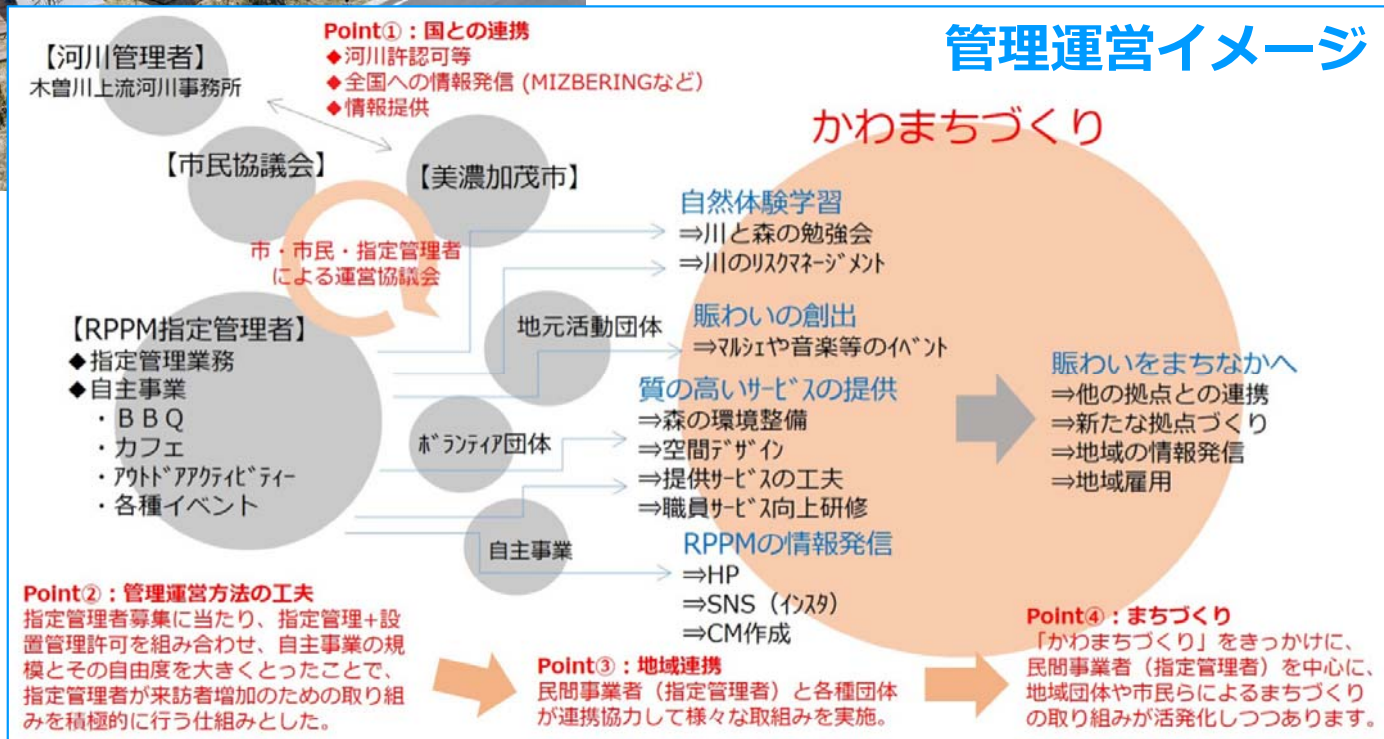 管理運営イメージ
【河川管理者】
木曽川上流河川事務所
Point①：国との連携
◆河川許認可等
◆全国への情報発信 (MIZBERINGなど)
◆情報提供
【市民協議会】
【美濃加茂市】
市・市民・指定管理者
による運営協議会
【RPPM指定管理者】
◆指定管理業務
◆自主事業
・ＢＢＱ
・カフェ
・ｱｳﾄﾄﾞｱｱｸﾃｨﾋﾞﾃｨｰ
・各種イベント
地元活動団体
ﾎﾞﾗﾝﾃｨｱ団体
自主事業
かわまちづくり
自然体験学習
⇒川と森の勉強会
⇒川のﾘｽｸﾏﾈｰｼﾞﾒﾝﾄ
賑わいの創出
⇒ﾏﾙｼｪや音楽等のｲﾍﾞﾝﾄ
質の高いｻｰﾋﾞｽの提供
⇒森の環境整備
⇒空間ﾃﾞｻﾞｲﾝ
⇒提供ｻｰﾋﾞｽの工夫
⇒職員ｻｰﾋﾞｽ向上研修
RPPMの情報発信
⇒HP
⇒SNS（ｲﾝｽﾀ）
⇒CM作成
賑わいをまちなかへ
⇒他の拠点との連携
⇒新たな拠点づくり
⇒地域の情報発信
⇒地域雇用
Point②：管理運営方法の工夫
指定管理者募集に当たり、指定管理+設
置管理許可を組み合わせ、自主事業の規
模とその自由度を大きくとったことで、
指定管理者が来訪者増加のための取り組
みを積極的に行う仕組みとした。
Point③：地域連携
民間事業者（指定管理者）と各種団体
が連携協力して様々な取組みを実施。
Point④：まちづくり
「かわまちづくり」をきっかけに、
民間事業者（指定管理者）を中心に、
地域団体や市民らによるまちづくり
の取り組みが活発化しつつあります。